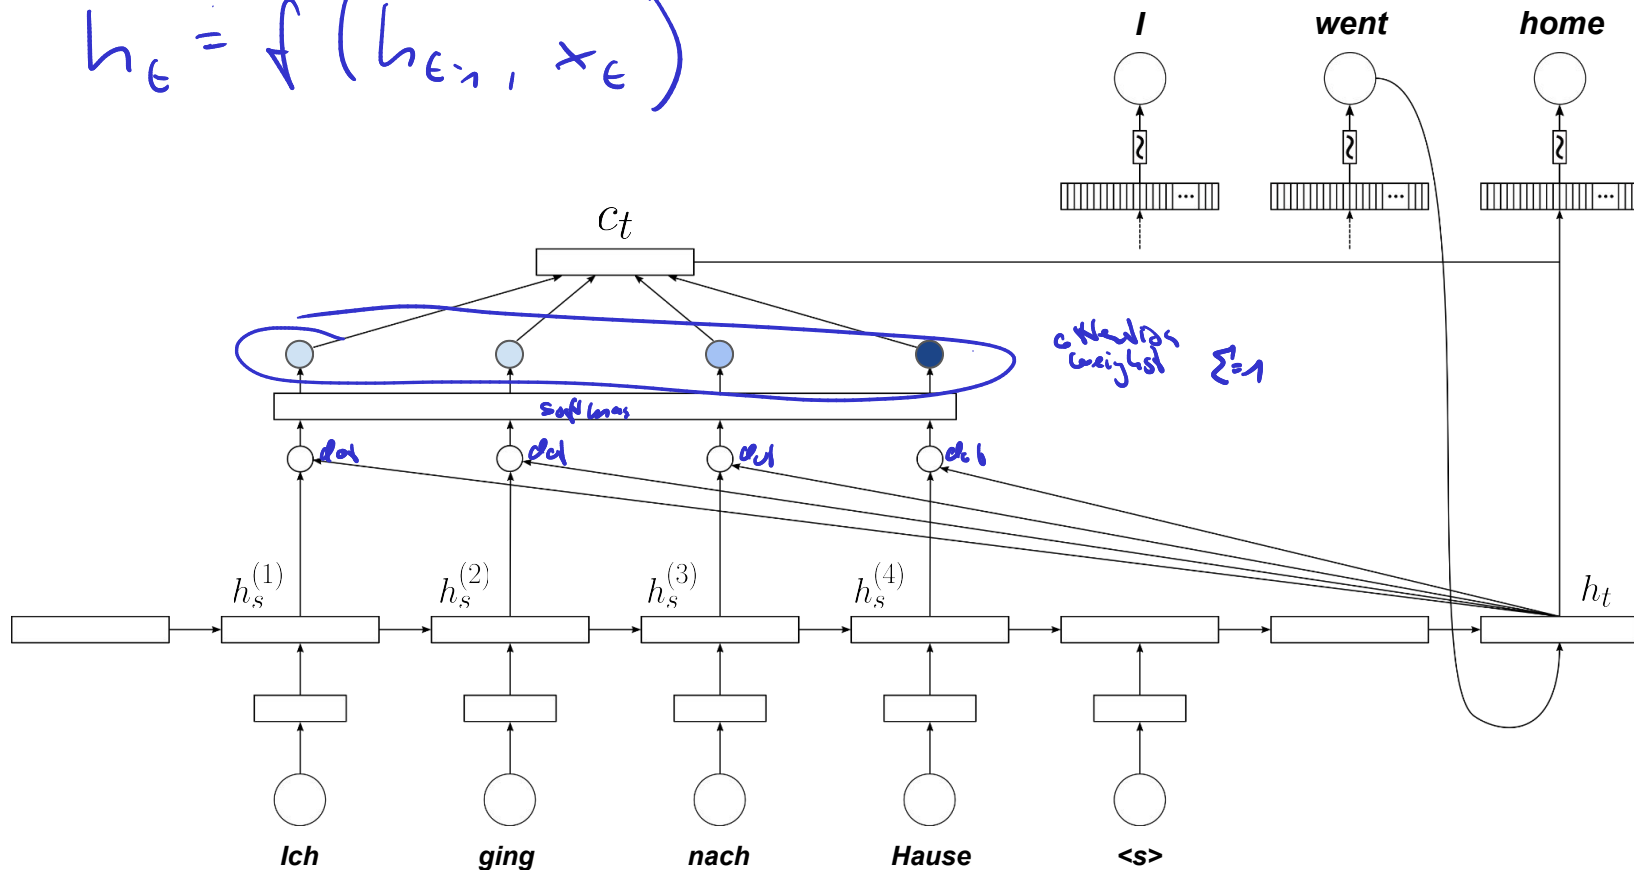 h_t = f(h_{t-1}, x_t)
I went home
...  ...  ...
c_t
attention
weights Σ=1
softmax
dot dot dot dot
h_s^{(1)} h_s^{(2)} h_s^{(3)} h_s^{(4)} h_t
Ich ging nach Hause <s>